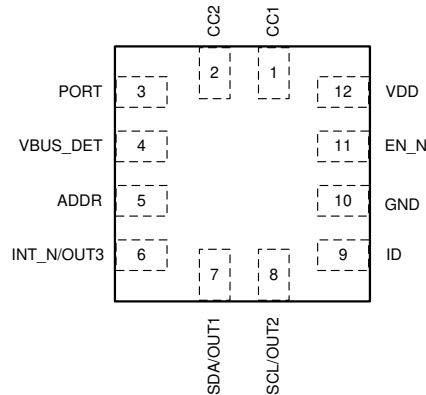 CC2
CC1
PORT 3 2 1 12 VDD
VBUS_DET 4 11 EN_N
ADDR 5 10 GND
INT_N/OUT3 6 7 8 9 ID
SDA/OUT1
SCL/OUT2